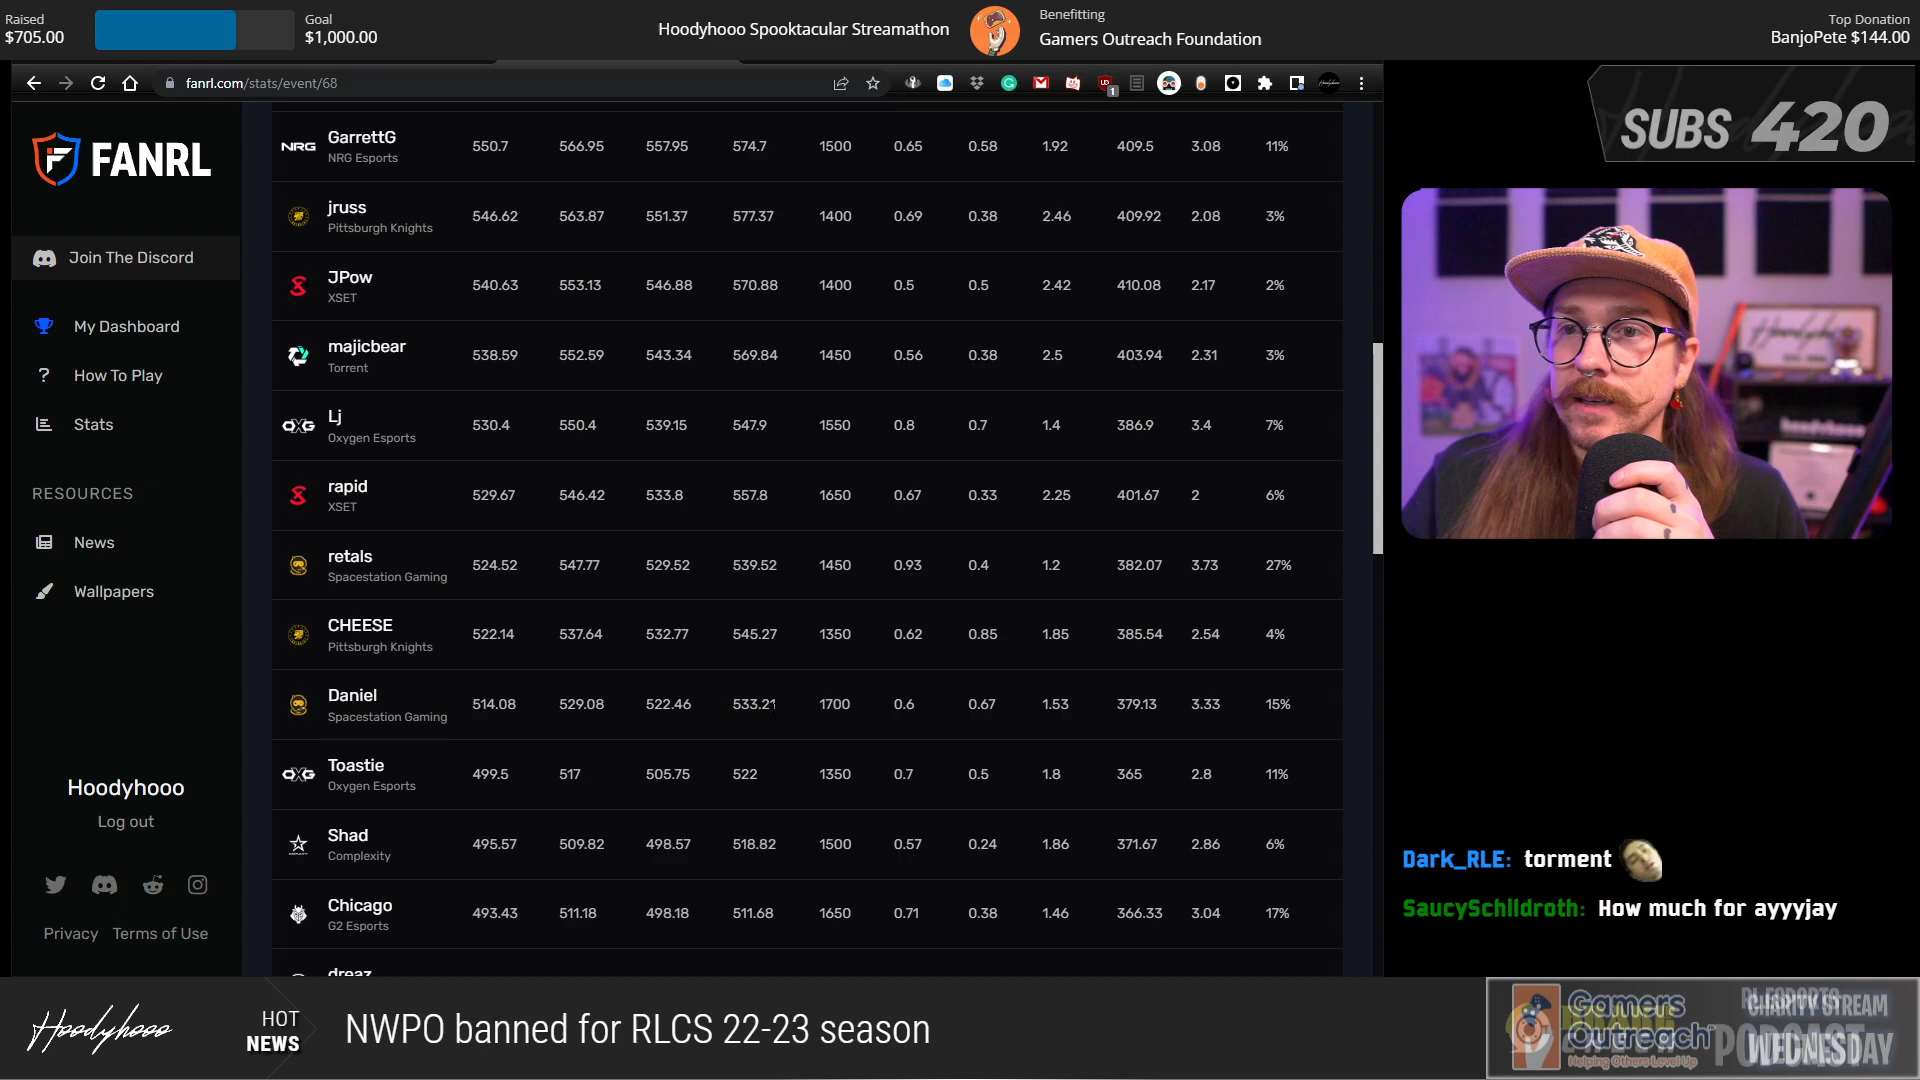 Raised
$705.00
Goal
$1,000.00
Hoodyhooo Spooktacular Streamathon
Benefitting
Gamers Outreach Foundation
Top Donation
BanjoPete $144.00
fanrl.com/stats/event/68
SUBS 420
FANRL
Join The Discord
My Dashboard
? How To Play
Stats
RESOURCES
News
Wallpapers
Hoodyhooo
Log out
Privacy Terms of Use
NRG GarrettG 550.7 566.95 557.95 574.7 1500 0.65 0.58 1.92 409.5 3.08 11%
NRG Esports
jruss 546.62 563.87 551.37 577.37 1400 0.69 0.38 2.46 409.92 2.08 3%
Pittsburgh Knights
JPow 540.63 553.13 546.88 570.88 1400 0.5 0.5 2.42 410.08 2.17 2%
XSET
majicbear 538.59 552.59 543.34 569.84 1450 0.56 0.38 2.5 403.94 2.31 3%
Torrent
OXG Lj 530.4 550.4 539.15 547.9 1550 0.8 0.7 1.4 386.9 3.4 7%
Oxygen Esports
rapid 529.67 546.42 533.8 557.8 1650 0.67 0.33 2.25 401.67 2 6%
XSET
retals 524.52 547.77 529.52 539.52 1450 0.93 0.4 1.2 382.07 3.73 27%
Spacestation Gaming
CHEESE 522.14 537.64 532.77 545.27 1350 0.62 0.85 1.85 385.54 2.54 4%
Pittsburgh Knights
Daniel 514.08 529.08 522.46 533.21 1700 0.6 0.67 1.53 379.13 3.33 15%
Spacestation Gaming
OXG Toastie 499.5 517 505.75 522 1350 0.7 0.5 1.8 365 2.8 11%
Oxygen Esports
Shad 495.57 509.82 498.57 518.82 1500 0.57 0.24 1.86 371.67 2.86 6%
Complexity
Chicago 493.43 511.18 498.18 511.68 1650 0.71 0.38 1.46 366.33 3.04 17%
G2 Esports
dreaz
Dark_RLE: torment
SaucySchildroth: How much for ayyyjay
Hoodyhooo
HOT
NEWS
NWPO banned for RLCS 22-23 season
Gamers
Outreach
Helping Others Level Up
CHARITY STREAM
WEDNESDAY